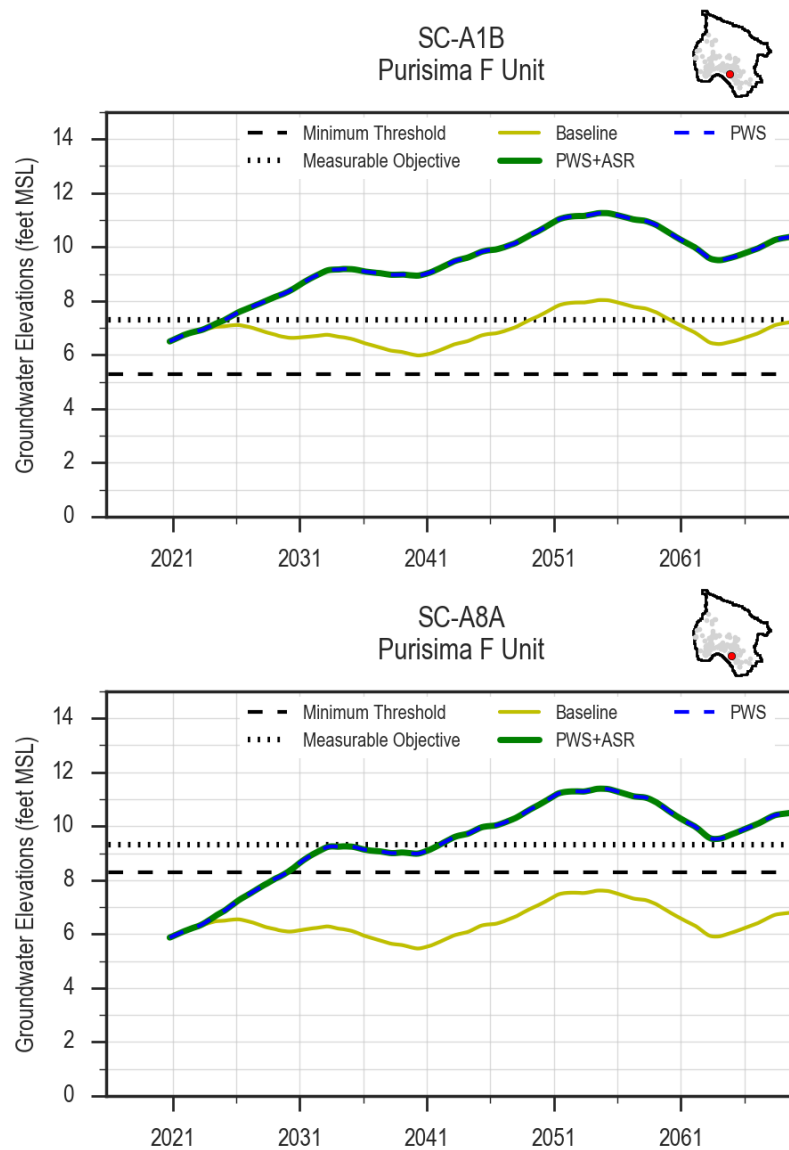 SC-A1B
Purisima F Unit
Minimum Threshold
Baseline
PWS
Measurable Objective
PWS+ASR
Groundwater Elevations (feet MSL)
14
12
10
8
6
4
2
0
2021
2031
2041
2051
2061
SC-A8A
Purisima F Unit
Minimum Threshold
Baseline
PWS
Measurable Objective
PWS+ASR
Groundwater Elevations (feet MSL)
14
12
10
8
6
4
2
0
2021
2031
2041
2051
2061